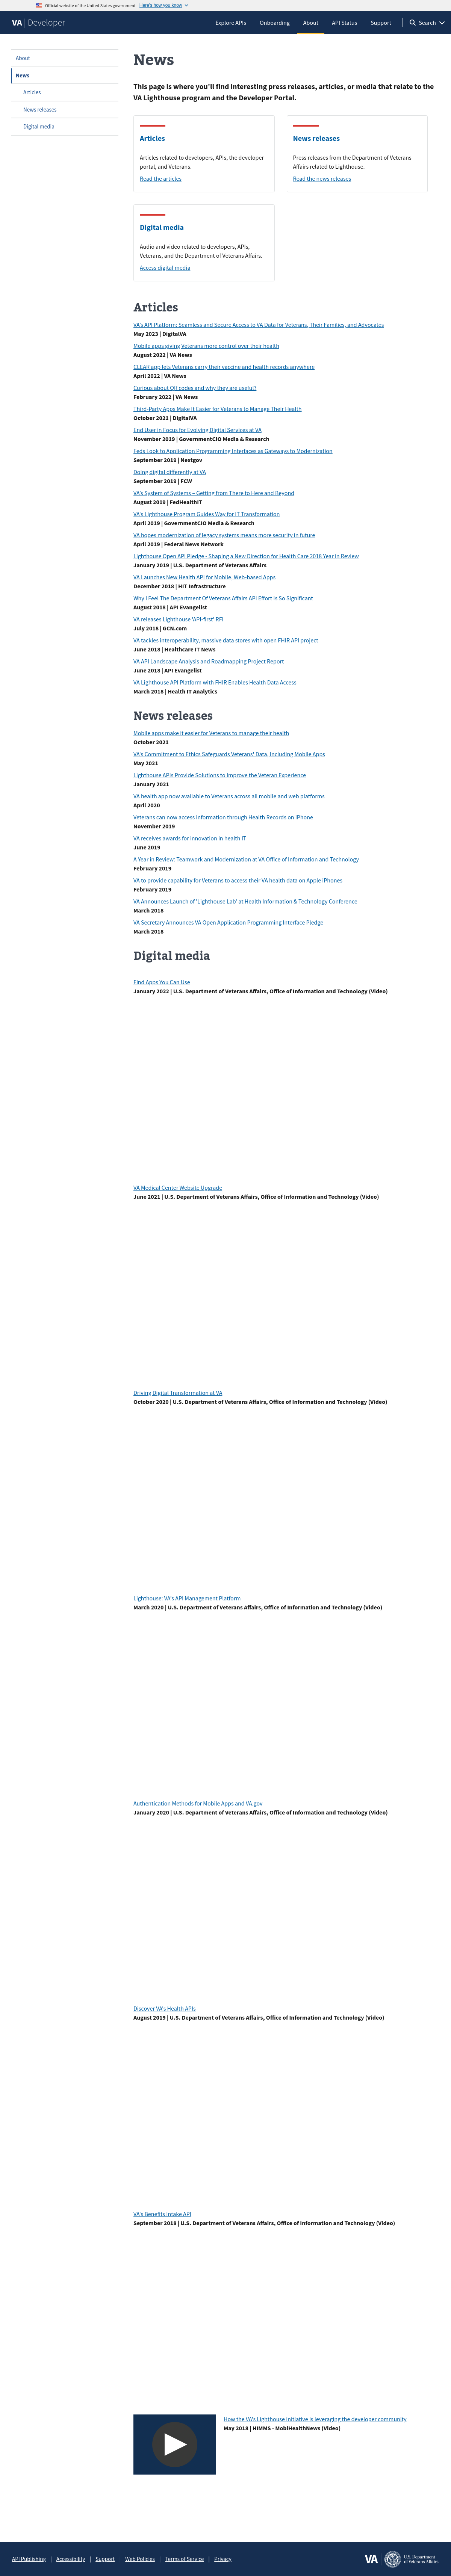 Official website of the United States government Here's how you know
VA | Developer
Explore APIs Onboarding About API Status Support Search
About
News
Articles
News releases
Digital media
News
This page is where you'll find interesting press releases, articles, or media that relate to the
VA Lighthouse program and the Developer Portal.
Articles
Articles related to developers, APIs, the developer
portal, and Veterans.
Read the articles
News releases
Press releases from the Department of Veterans
Affairs related to Lighthouse.
Read the news releases
Digital media
Audio and video related to developers, APIs,
Veterans, and the Department of Veterans Affairs.
Access digital media
Articles
VA's API Platform: Seamless and Secure Access to VA Data for Veterans, Their Families, and Advocates
May 2023 | DigitalVA
Mobile apps giving Veterans more control over their health
August 2022 | VA News
CLEAR app lets Veterans carry their vaccine and health records anywhere
April 2022 | VA News
Curious about QR codes and why they are useful?
February 2022 | VA News
Third-Party Apps Make It Easier for Veterans to Manage Their Health
October 2021 | DigitalVA
End User in Focus for Evolving Digital Services at VA
November 2019 | GovernmentCIO Media & Research
Feds Look to Application Programming Interfaces as Gateways to Modernization
September 2019 | Nextgov
Doing digital differently at VA
September 2019 | FCW
VA's System of Systems – Getting from There to Here and Beyond
August 2019 | FedHealthIT
VA's Lighthouse Program Guides Way for IT Transformation
April 2019 | GovernmentCIO Media & Research
VA hopes modernization of legacy systems means more security in future
April 2019 | Federal News Network
Lighthouse Open API Pledge - Shaping a New Direction for Health Care 2018 Year in Review
January 2019 | U.S. Department of Veterans Affairs
VA Launches New Health API for Mobile, Web-based Apps
December 2018 | HIT Infrastructure
Why I Feel The Department Of Veterans Affairs API Effort Is So Significant
August 2018 | API Evangelist
VA releases Lighthouse 'API-first' RFI
July 2018 | GCN.com
VA tackles interoperability, massive data stores with open FHIR API project
June 2018 | Healthcare IT News
VA API Landscape Analysis and Roadmapping Project Report
June 2018 | API Evangelist
VA Lighthouse API Platform with FHIR Enables Health Data Access
March 2018 | Health IT Analytics
News releases
Mobile apps make it easier for Veterans to manage their health
October 2021
VA's Commitment to Ethics Safeguards Veterans' Data, Including Mobile Apps
May 2021
Lighthouse APIs Provide Solutions to Improve the Veteran Experience
January 2021
VA health app now available to Veterans across all mobile and web platforms
April 2020
Veterans can now access information through Health Records on iPhone
November 2019
VA receives awards for innovation in health IT
June 2019
A Year in Review: Teamwork and Modernization at VA Office of Information and Technology
February 2019
VA to provide capability for Veterans to access their VA health data on Apple iPhones
February 2019
VA Announces Launch of 'Lighthouse Lab' at Health Information & Technology Conference
March 2018
VA Secretary Announces VA Open Application Programming Interface Pledge
March 2018
Digital media
Find Apps You Can Use
January 2022 | U.S. Department of Veterans Affairs, Office of Information and Technology (Video)
VA Medical Center Website Upgrade
June 2021 | U.S. Department of Veterans Affairs, Office of Information and Technology (Video)
Driving Digital Transformation at VA
October 2020 | U.S. Department of Veterans Affairs, Office of Information and Technology (Video)
Lighthouse: VA's API Management Platform
March 2020 | U.S. Department of Veterans Affairs, Office of Information and Technology (Video)
Authentication Methods for Mobile Apps and VA.gov
January 2020 | U.S. Department of Veterans Affairs, Office of Information and Technology (Video)
Discover VA's Health APIs
August 2019 | U.S. Department of Veterans Affairs, Office of Information and Technology (Video)
VA's Benefits Intake API
September 2018 | U.S. Department of Veterans Affairs, Office of Information and Technology (Video)
How the VA's Lighthouse initiative is leveraging the developer community
May 2018 | HIMMS - MobiHealthNews (Video)
API Publishing | Accessibility | Support | Web Policies | Terms of Service | Privacy
VA
U.S. Department
of Veterans Affairs